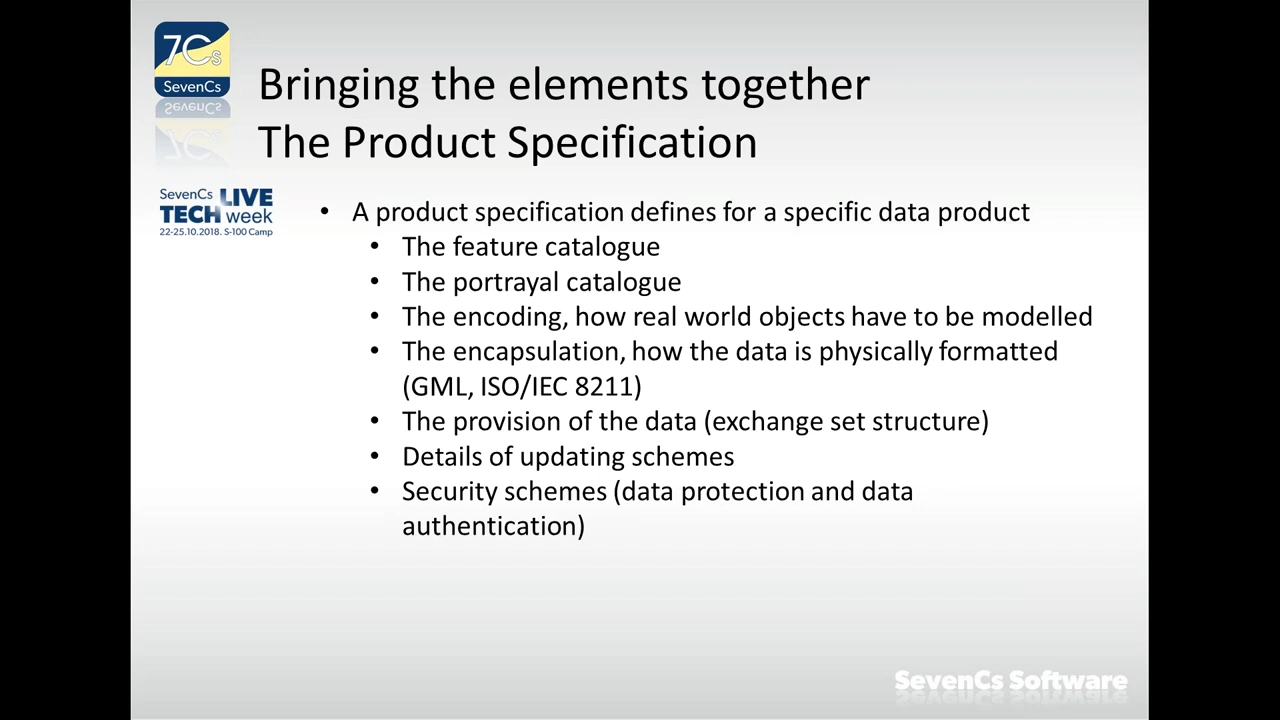 7Cs
SevenCs
Bringing the elements together
The Product Specification
SevenCs LIVE
TECH week
22-25.10.2018. S-100 Camp
• A product specification defines for a specific data product
• The feature catalogue
• The portrayal catalogue
• The encoding, how real world objects have to be modelled
• The encapsulation, how the data is physically formatted
(GML, ISO/IEC 8211)
• The provision of the data (exchange set structure)
• Details of updating schemes
• Security schemes (data protection and data
authentication)
SevenCs Software